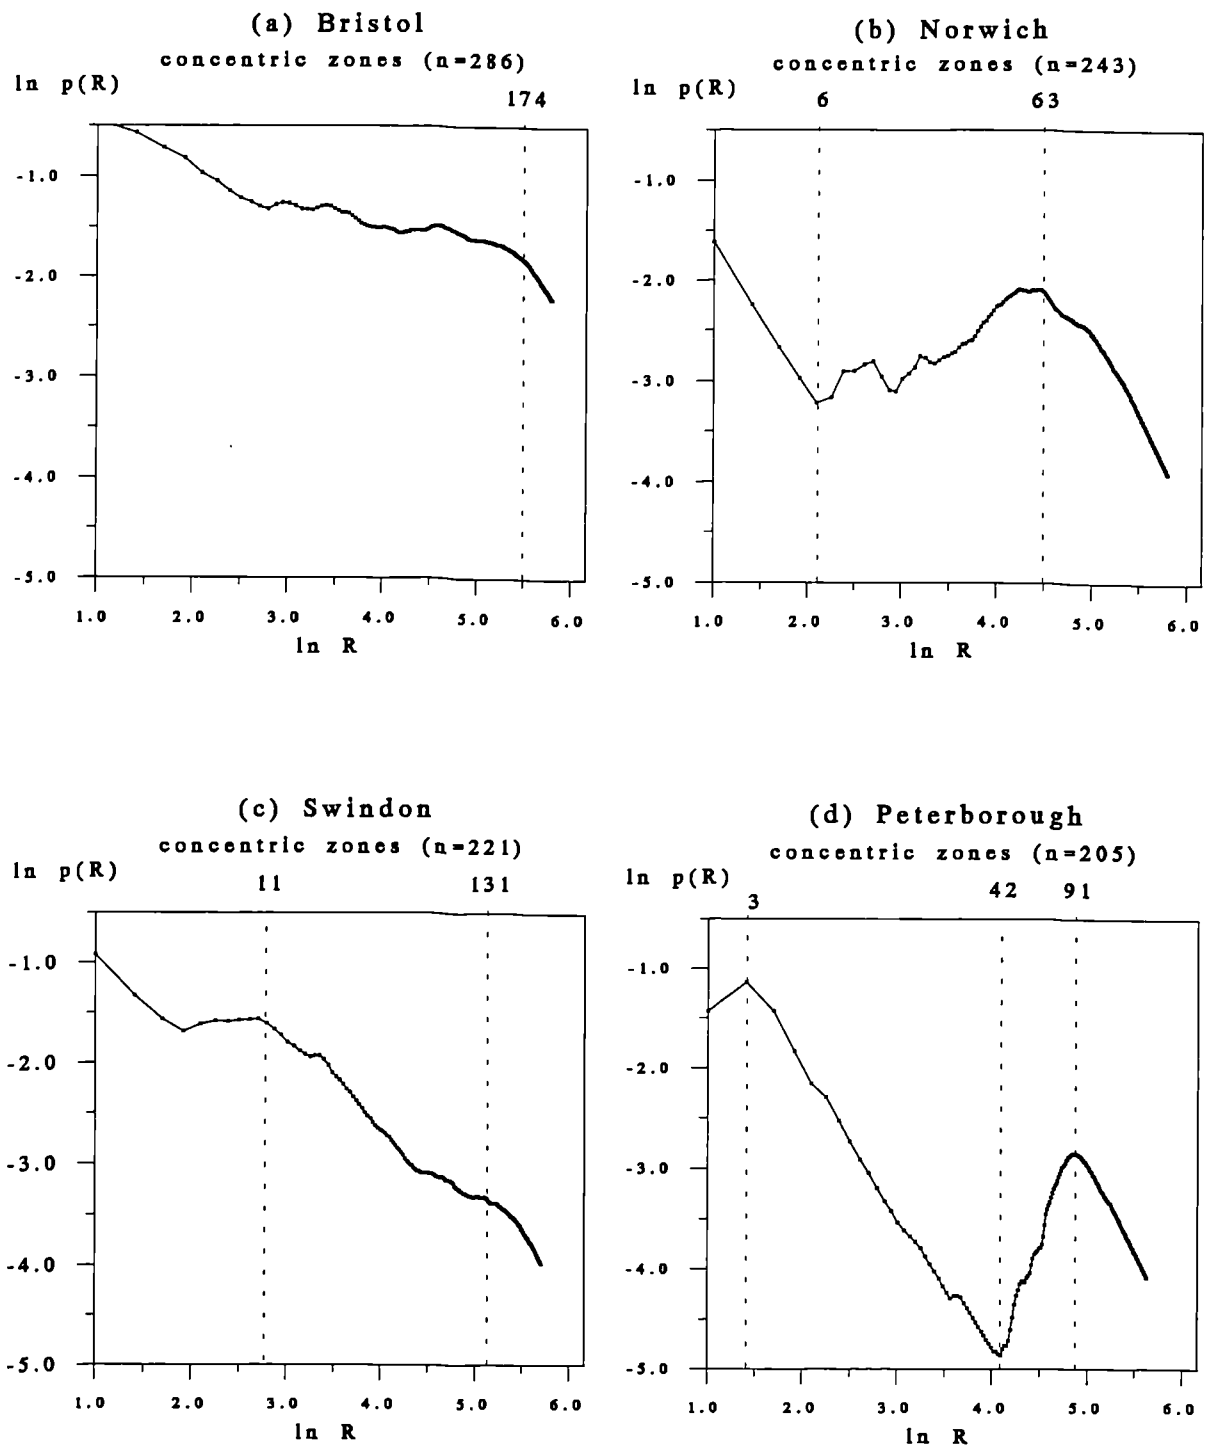 (a) Bristol
concentric zones (n=286)
ln p(R)
174
-1.0
-2.0
-3.0
-4.0
-5.0
1.0 2.0 3.0 4.0 5.0 6.0
ln R
(b) Norwich
concentric zones (n=243)
ln p(R)
6 63
-1.0
-2.0
-3.0
-4.0
-5.0
1.0 2.0 3.0 4.0 5.0 6.0
ln R
(c) Swindon
concentric zones (n=221)
ln p(R)
11 131
-1.0
-2.0
-3.0
-4.0
-5.0
1.0 2.0 3.0 4.0 5.0 6.0
ln R
(d) Peterborough
concentric zones (n=205)
ln p(R)
3 42 91
-1.0
-2.0
-3.0
-4.0
-5.0
1.0 2.0 3.0 4.0 5.0 6.0
ln R